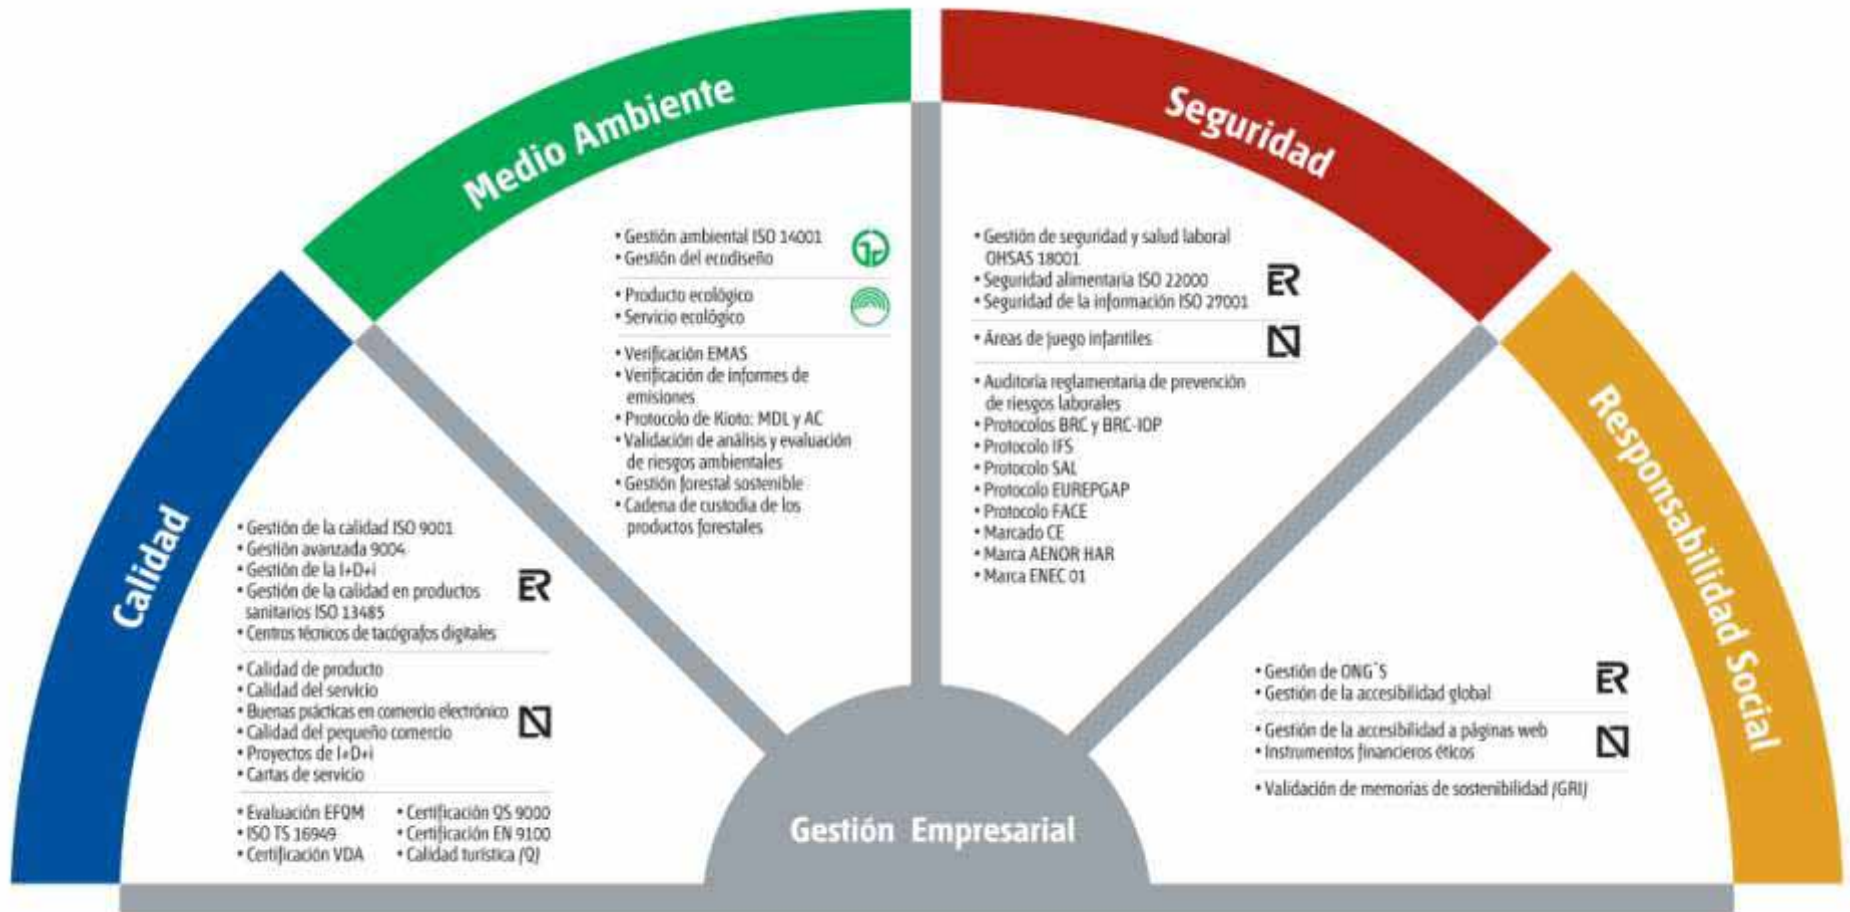 Medio Ambiente
• Gestión ambiental ISO 14001
• Gestión del ecodiseño
• Producto ecológico
• Servicio ecológico
• Verificación EMAS
• Verificación de informes de
emisiones
• Protocolo de Kioto: MDL y AC
• Validación de análisis y evaluación
de riesgos ambientales
• Gestión forestal sostenible
• Cadena de custodia de los
productos forestales
Seguridad
• Gestión de seguridad y salud laboral
OHSAS 18001
• Seguridad alimentaria ISO 22000
• Seguridad de la información ISO 27001
ER
• Áreas de juego infantiles
N
• Auditoría reglamentaria de prevención
de riesgos laborales
• Protocolos BRC y BRC-IOP
• Protocolo IFS
• Protocolo SAL
• Protocolo EUREPGAP
• Protocolo FACE
• Marcado CE
• Marca AENOR HAR
• Marca ENEC 01
Calidad
• Gestión de la calidad ISO 9001
• Gestión avanzada 9004
• Gestión de la I+D+i
• Gestión de la calidad en productos
sanitarios ISO 13485
• Centros técnicos de tacógrafos digitales
ER
• Calidad de producto
• Calidad del servicio
• Buenas prácticas en comercio electrónico
• Calidad del pequeño comercio
• Proyectos de I+D+i
• Cartas de servicio
N
• Evaluación EFQM
• ISO TS 16949
• Certificación VDA
• Certificación QS 9000
• Certificación EN 9100
• Calidad turística (Q)
Responsabilidad Social
• Gestión de ONG´S
• Gestión de la accesibilidad global
ER
• Gestión de la accesibilidad a páginas web
• Instrumentos financieros éticos
N
• Validación de memorias de sostenibilidad (GRI)
Gestión Empresarial